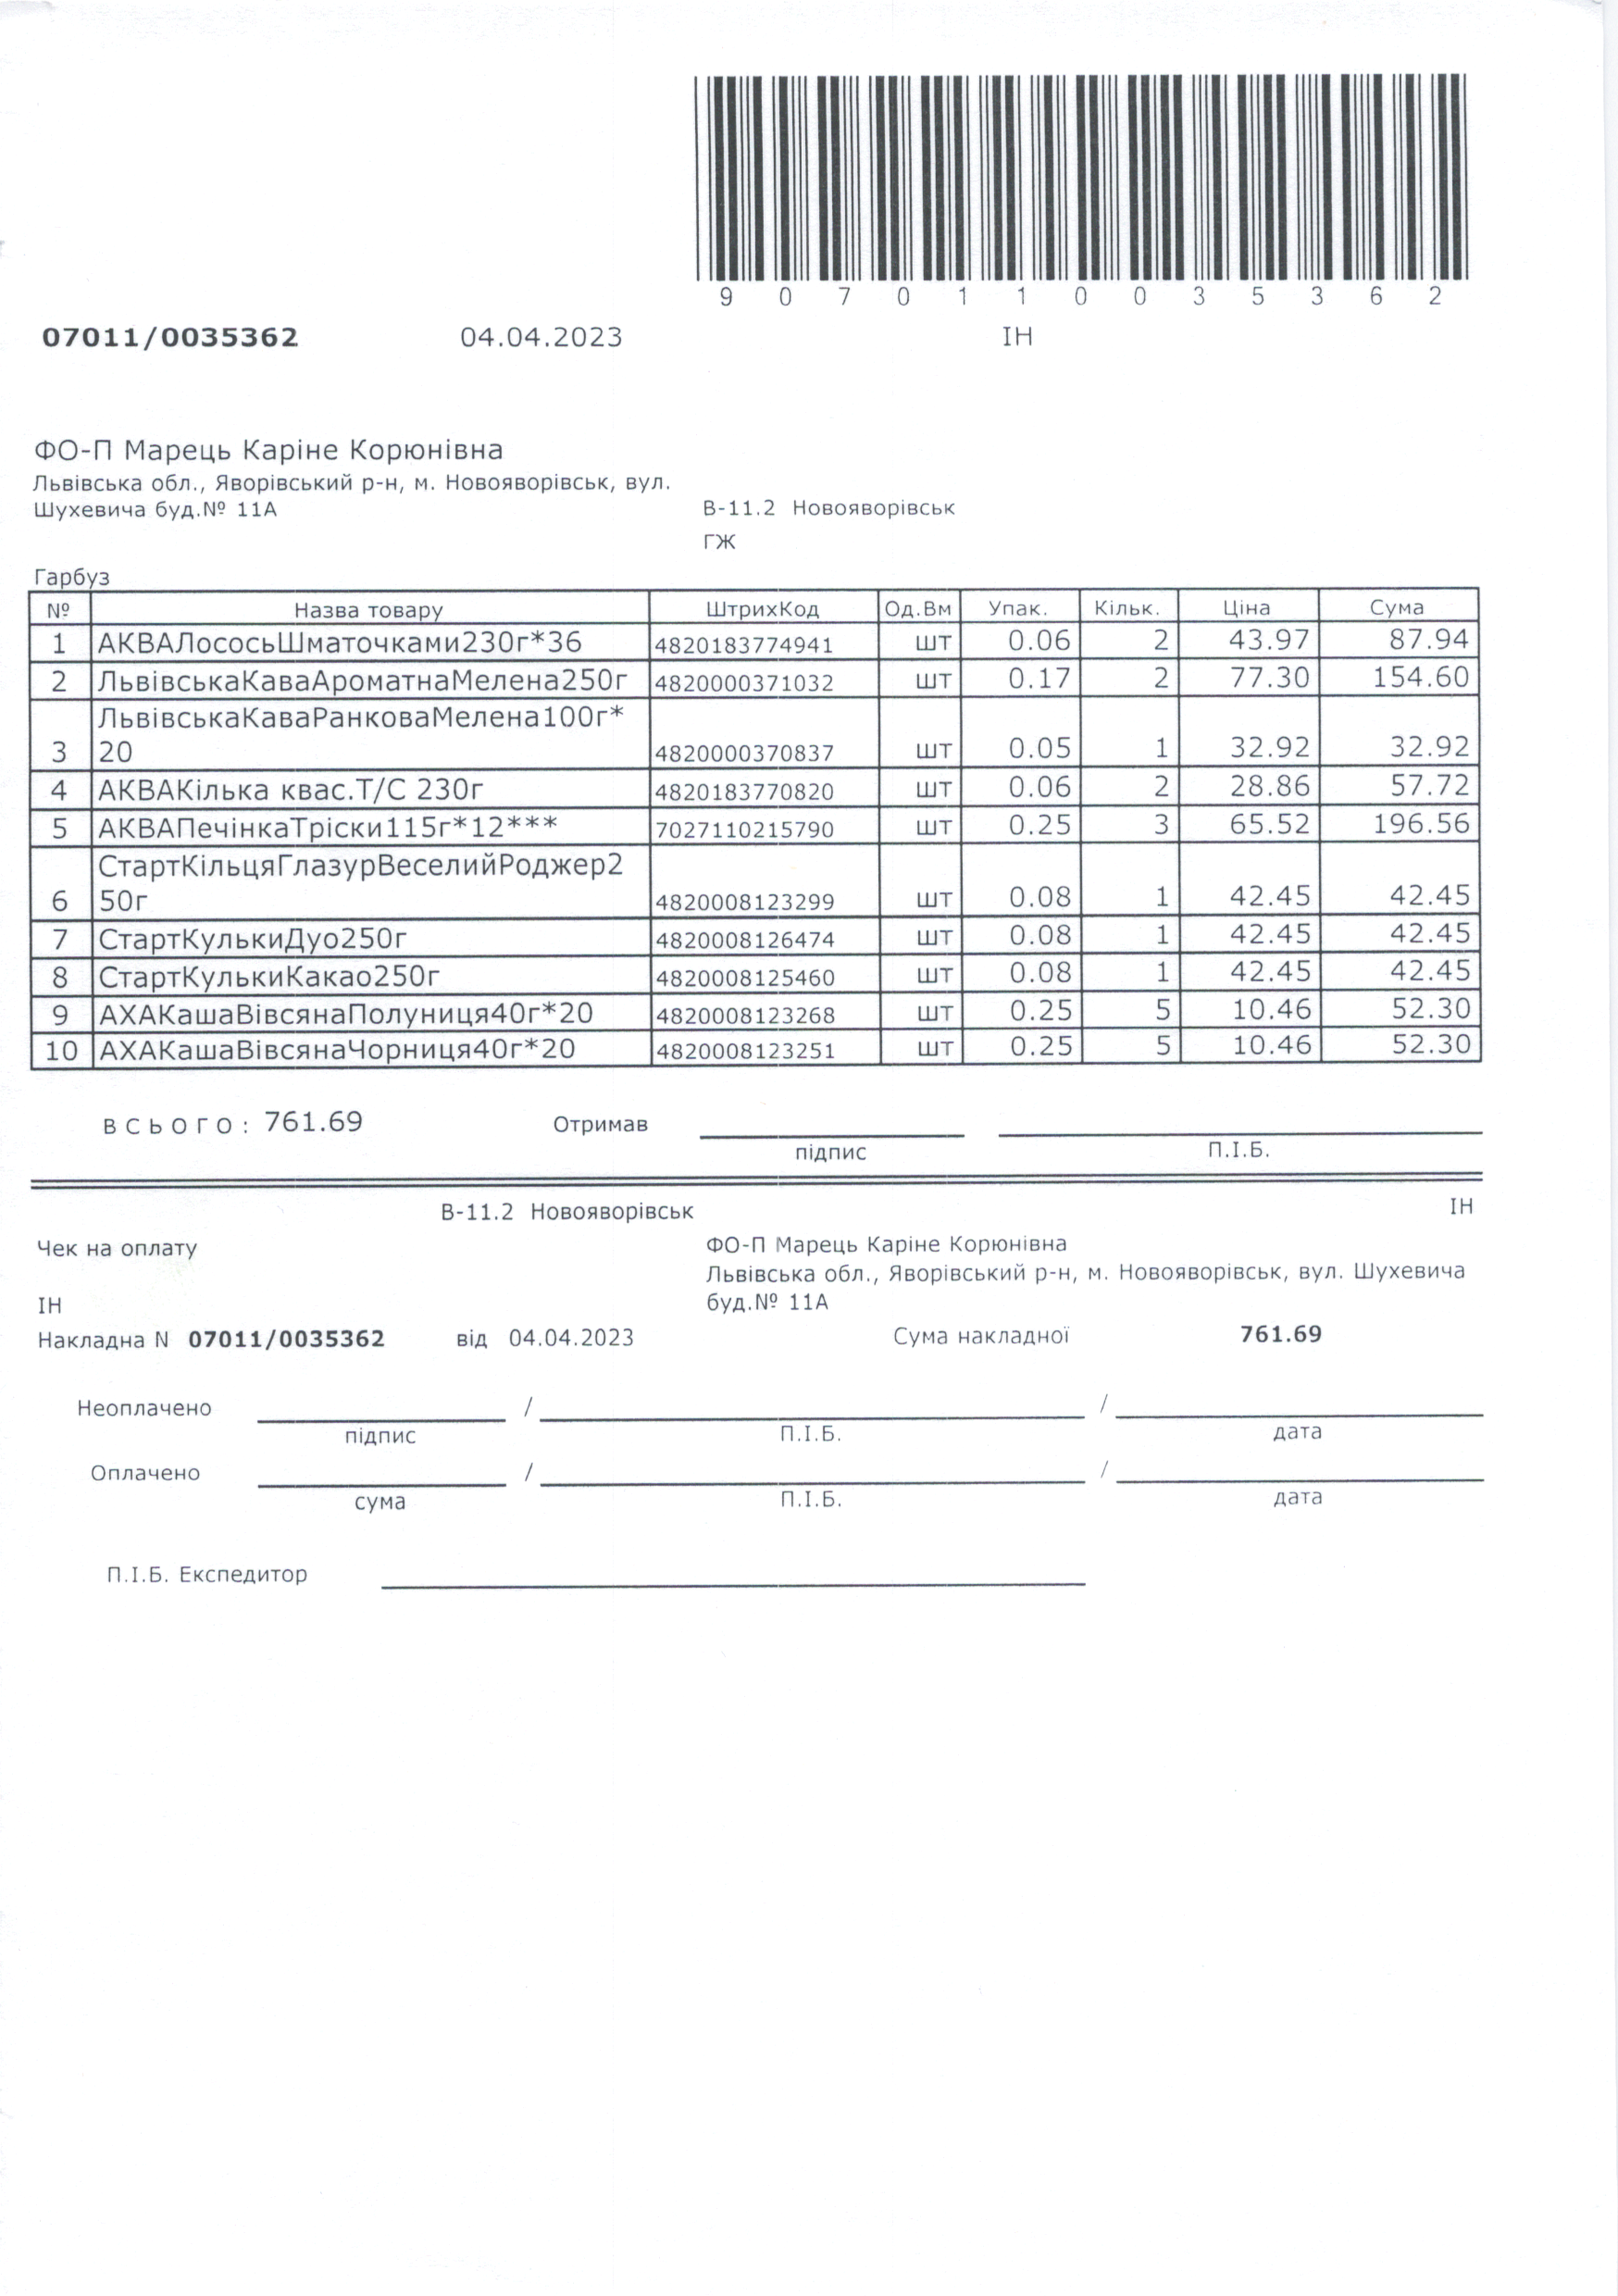 9 0 7 0 1 1 0 0 3 5 3 6 2
07011/0035362 04.04.2023 ІН
ФО-П Марець Каріне Корюнівна
Львівська обл., Яворівський р-н, м. Новояворівськ, вул.
Шухевича буд.№ 11А В-11.2 Новояворівськ
ГЖ
Гарбуз
№ Назва товару ШтрихКод Од.Вм Упак. Кільк. Ціна Сума
1 АКВАЛососьШматочками230г*36 4820183774941 шт 0.06 2 43.97 87.94
2 ЛьвівськаКаваАроматнаМелена250г 4820000371032 шт 0.17 2 77.30 154.60
ЛьвівськаКаваРанковаМелена100г*
3 20 4820000370837 шт 0.05 1 32.92 32.92
4 АКВАКілька квас.Т/С 230г 4820183770820 шт 0.06 2 28.86 57.72
5 АКВАПечінкаТріски115г*12*** 7027110215790 шт 0.25 3 65.52 196.56
СтартКільцяГлазурВеселийРоджер2
6 50г 4820008123299 шт 0.08 1 42.45 42.45
7 СтартКулькиДуо250г 4820008126474 шт 0.08 1 42.45 42.45
8 СтартКулькиКакао250г 4820008125460 шт 0.08 1 42.45 42.45
9 АХАКашаВівсянаПолуниця40г*20 4820008123268 шт 0.25 5 10.46 52.30
10 АХАКашаВівсянаЧорниця40г*20 4820008123251 шт 0.25 5 10.46 52.30
всього: 761.69 Отримав
підпис П.І.Б.
В-11.2 Новояворівськ ІН
Чек на оплату ФО-П Марець Каріне Корюнівна
Львівська обл., Яворівський р-н, м. Новояворівськ, вул. Шухевича
ІН буд.№ 11А
Накладна N 07011/0035362 від 04.04.2023 Сума накладної 761.69
Неоплачено / /
підпис П.І.Б. дата
Оплачено / /
сума П.І.Б. дата
П.І.Б. Експедитор